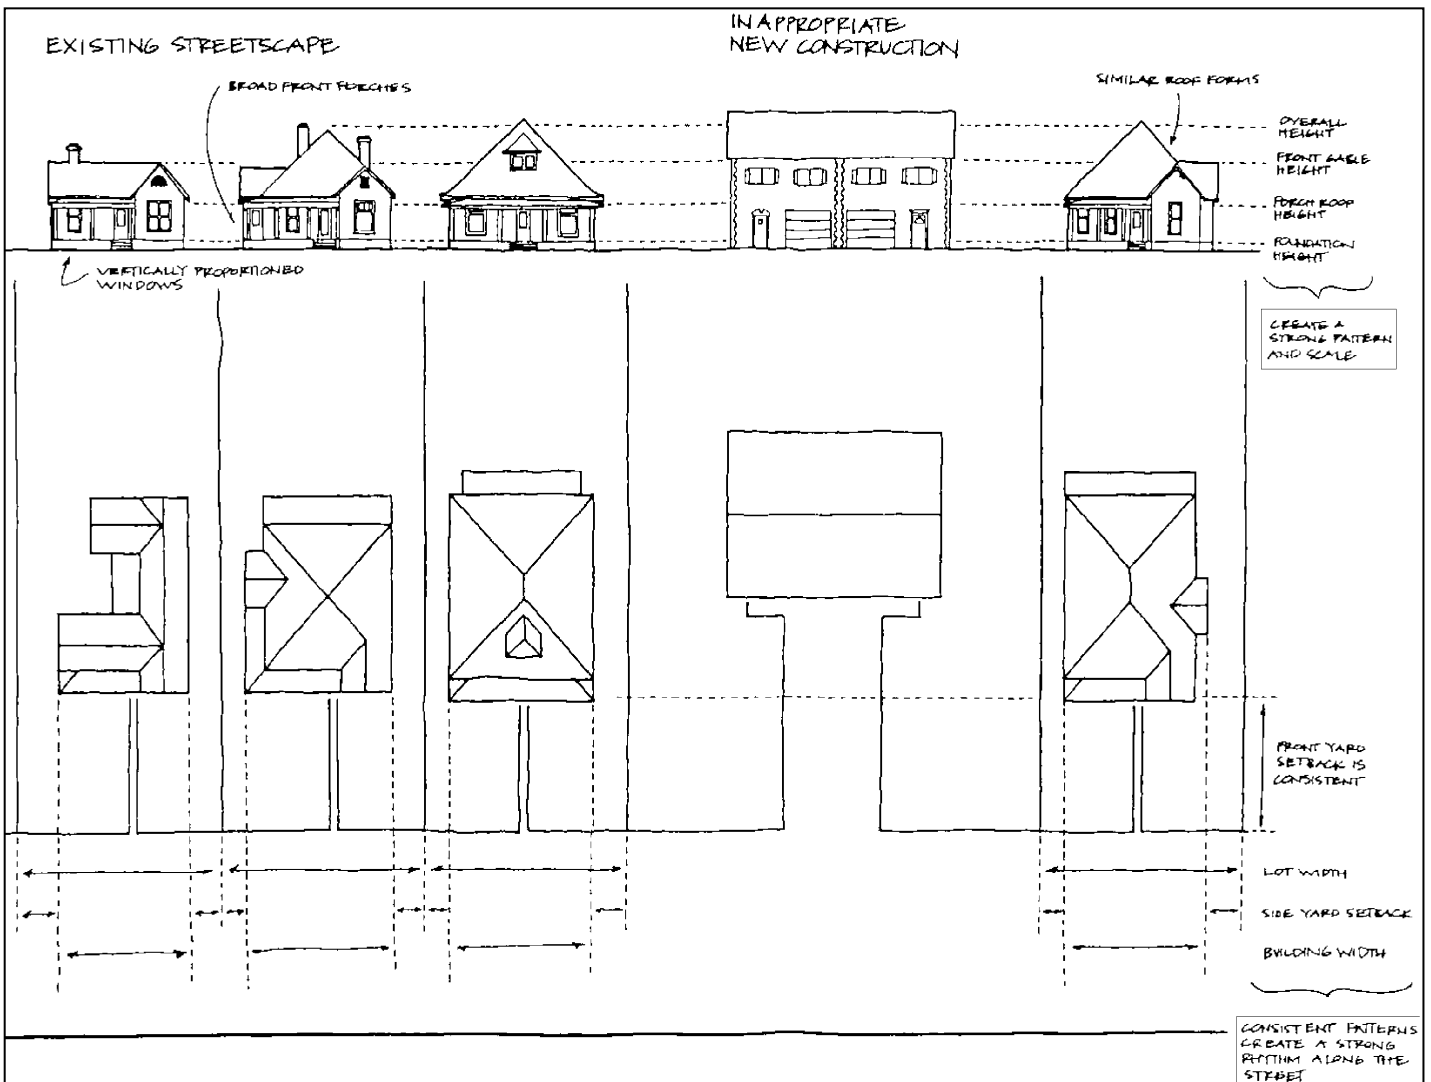 EXISTING STREETSCAPE
INAPPROPRIATE
NEW CONSTRUCTION
BROAD FRONT PORCHES
SIMILAR ROOF FORMS
OVERALL
HEIGHT
FRONT GABLE
HEIGHT
PORCH ROOF
HEIGHT
FOUNDATION
HEIGHT
VERTICALLY PROPORTIONED
WINDOWS
CREATE A
STRONG PATTERN
AND SCALE
FRONT YARD
SETBACK IS
CONSISTENT
LOT WIDTH
SIDE YARD SETBACK
BUILDING WIDTH
CONSISTENT PATTERNS
CREATE A STRONG
RHYTHM ALONG THE
STREET